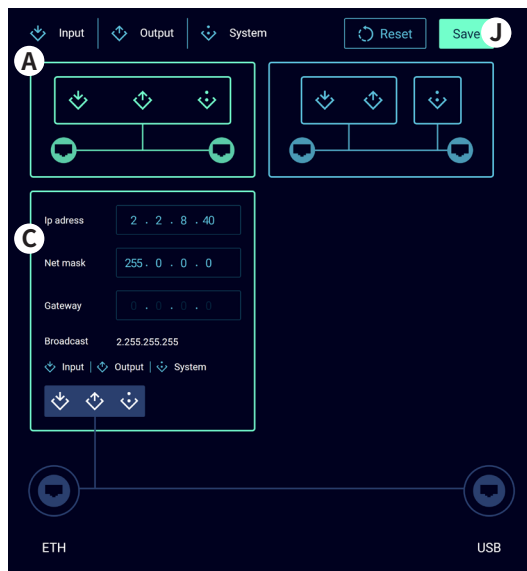 Input Output System Reset Save J
A
Ip adress 2 . 2 . 8 . 40
C
Net mask 255. 0 . 0 . 0
Gateway 0 . 0 . 0 . 0
Broadcast 2.255.255.255
Input Output System
ETH USB